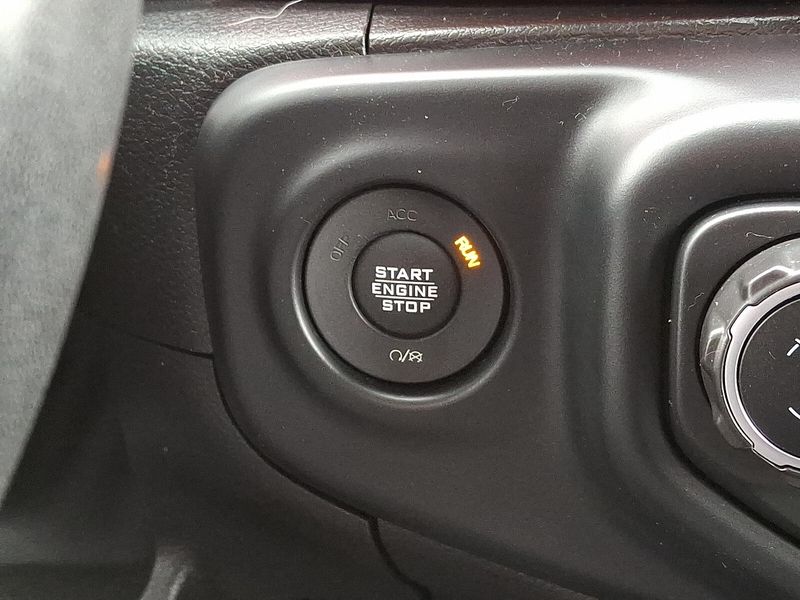 ACC
OFF
RUN
START
ENGINE
STOP